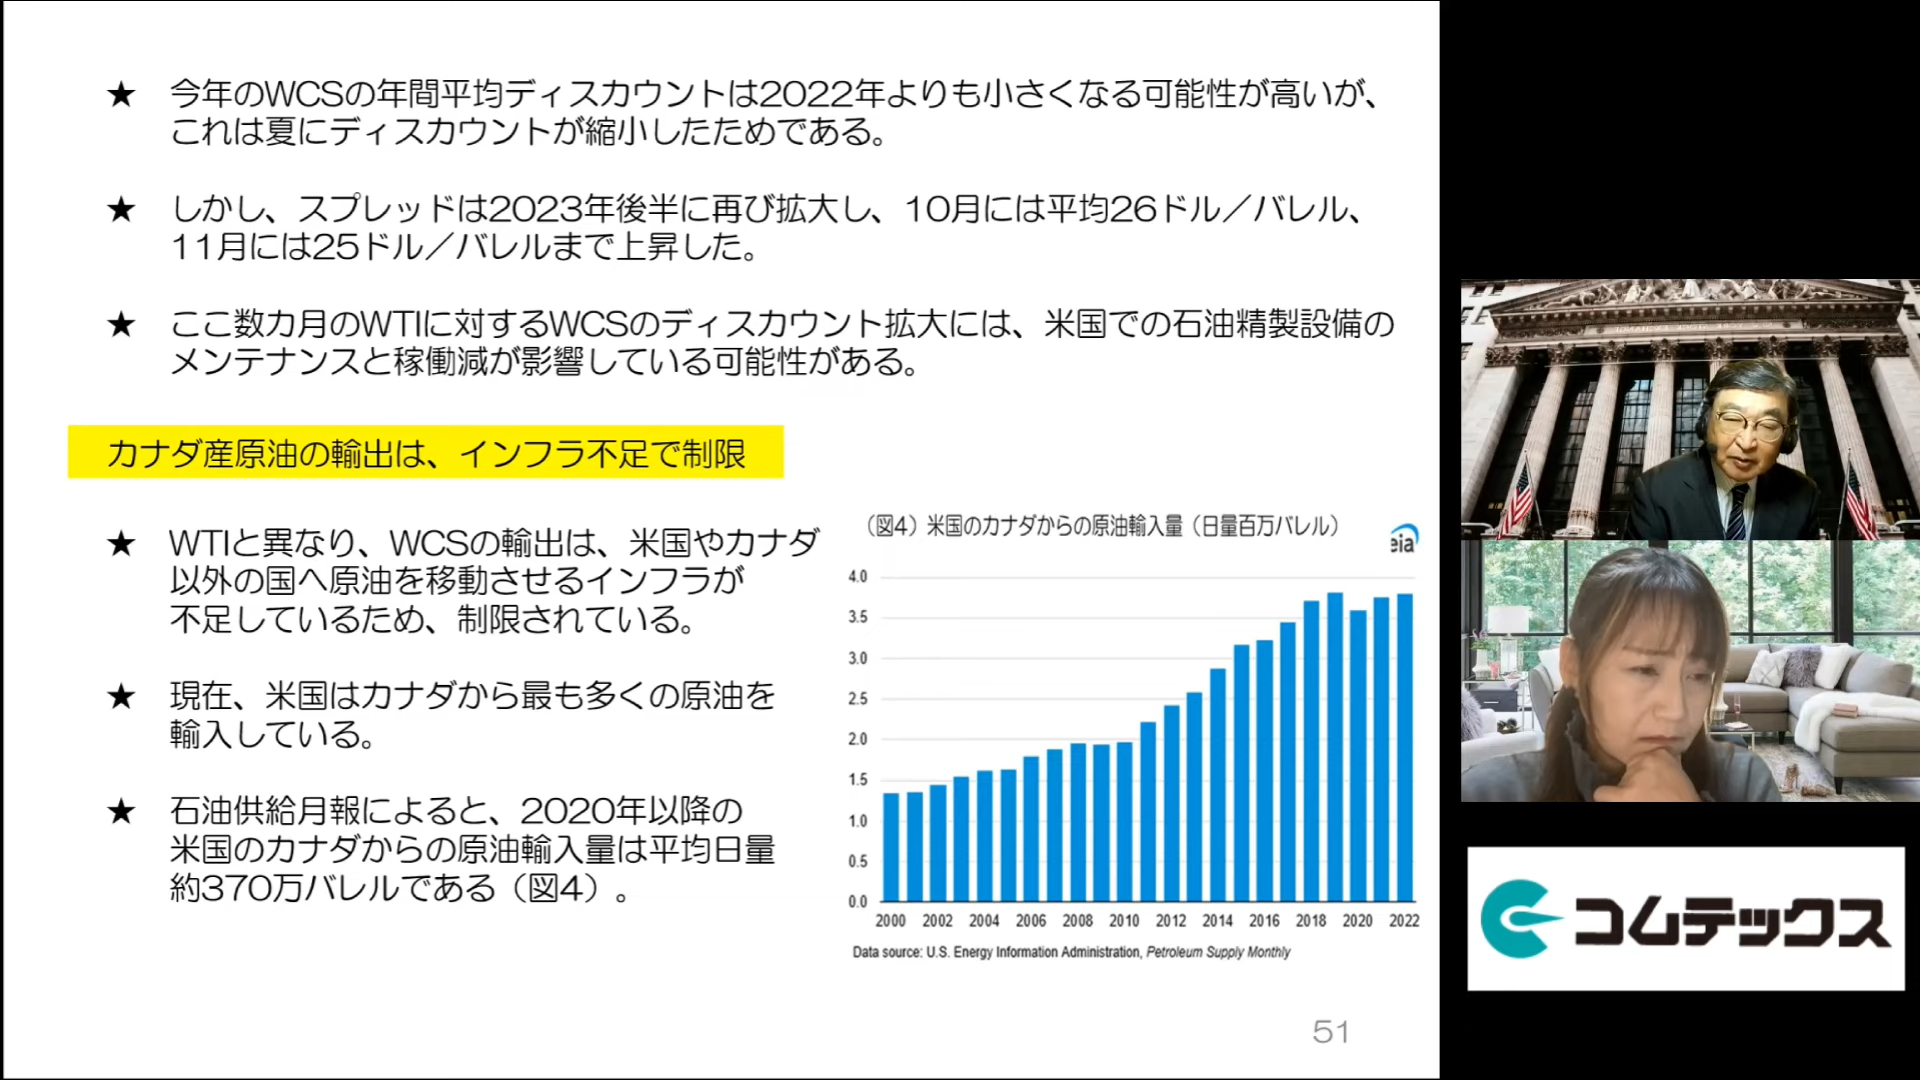 ★ 今年のWCSの年間平均ディスカウントは2022年よりも小さくなる可能性が高いが、
これは夏にディスカウントが縮小したためである。
★ しかし、スプレッドは2023年後半に再び拡大し、10月には平均26ドル／バレル、
11月には25ドル／バレルまで上昇した。
★ ここ数カ月のWTIに対するWCSのディスカウント拡大には、米国での石油精製設備の
メンテナンスと稼働減が影響している可能性がある。
カナダ産原油の輸出は、インフラ不足で制限
★ WTIと異なり、WCSの輸出は、米国やカナダ
以外の国へ原油を移動させるインフラが
不足しているため、制限されている。
★ 現在、米国はカナダから最も多くの原油を
輸入している。
★ 石油供給月報によると、2020年以降の
米国のカナダからの原油輸入量は平均日量
約370万バレルである（図4）。
（図4）米国のカナダからの原油輸入量（日量百万バレル）
eia
4.0
3.5
3.0
2.5
2.0
1.5
1.0
0.5
0.0
2000 2002 2004 2006 2008 2010 2012 2014 2016 2018 2020 2022
Data source: U.S. Energy Information Administration, Petroleum Supply Monthly
51
コムテックス